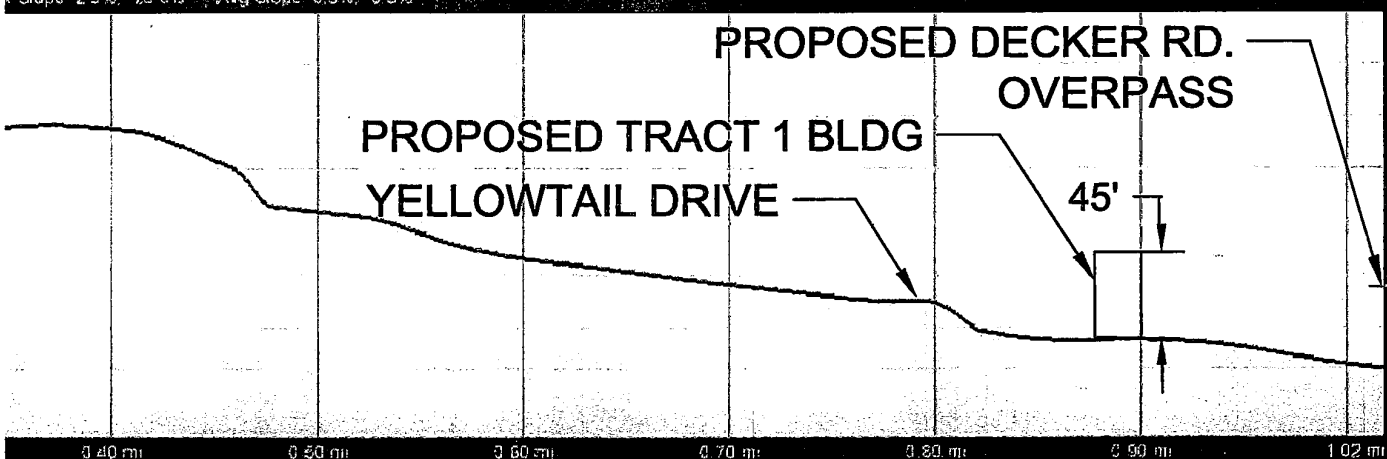 PROPOSED DECKER RD.
OVERPASS
PROPOSED TRACT 1 BLDG
YELLOWTAIL DRIVE
45'
0.40 mi 0.50 mi 0.60 mi 0.70 mi 0.80 mi 0.90 mi 1.02 mi